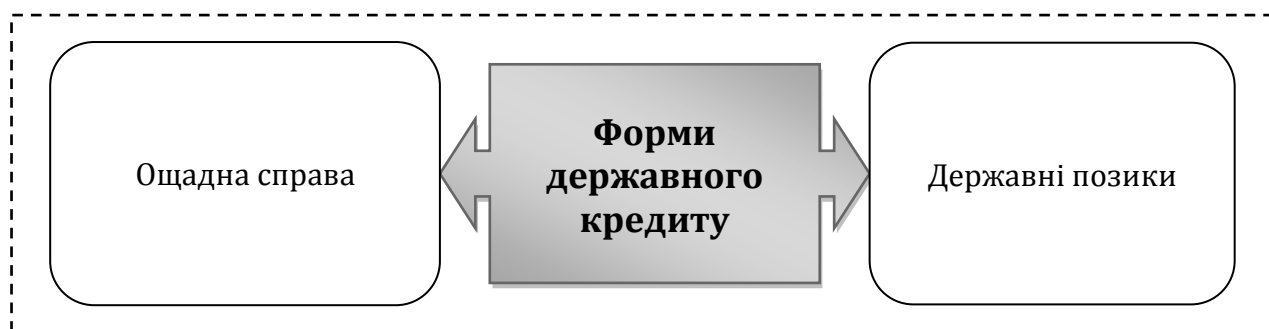 Ощадна справа
Форми
державного
кредиту
Державні позики